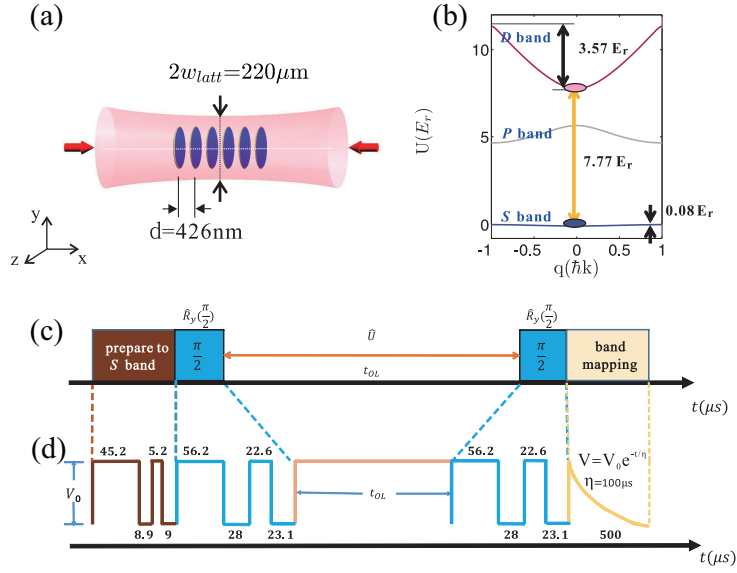 (a)
2w_latt=220μm
d=426nm
y
z
x
(b)
U(E_r)
10
5
0
D band
3.57 E_r
P band
7.77 E_r
S band
0.08 E_r
-1 -0.5 0 0.5 1
q(ħk)
(c)
prepare to
S band
R̂_y(π/2)
π/2
Û
t_OL
R̂_y(π/2)
π/2
band
mapping
t(μs)
(d)
45.2 5.2 56.2 22.6 56.2 22.6
V_0
t_OL
V=V_0e^{-t/η}
η=100μs
8.9 9 28 23.1 28 23.1 500
t(μs)